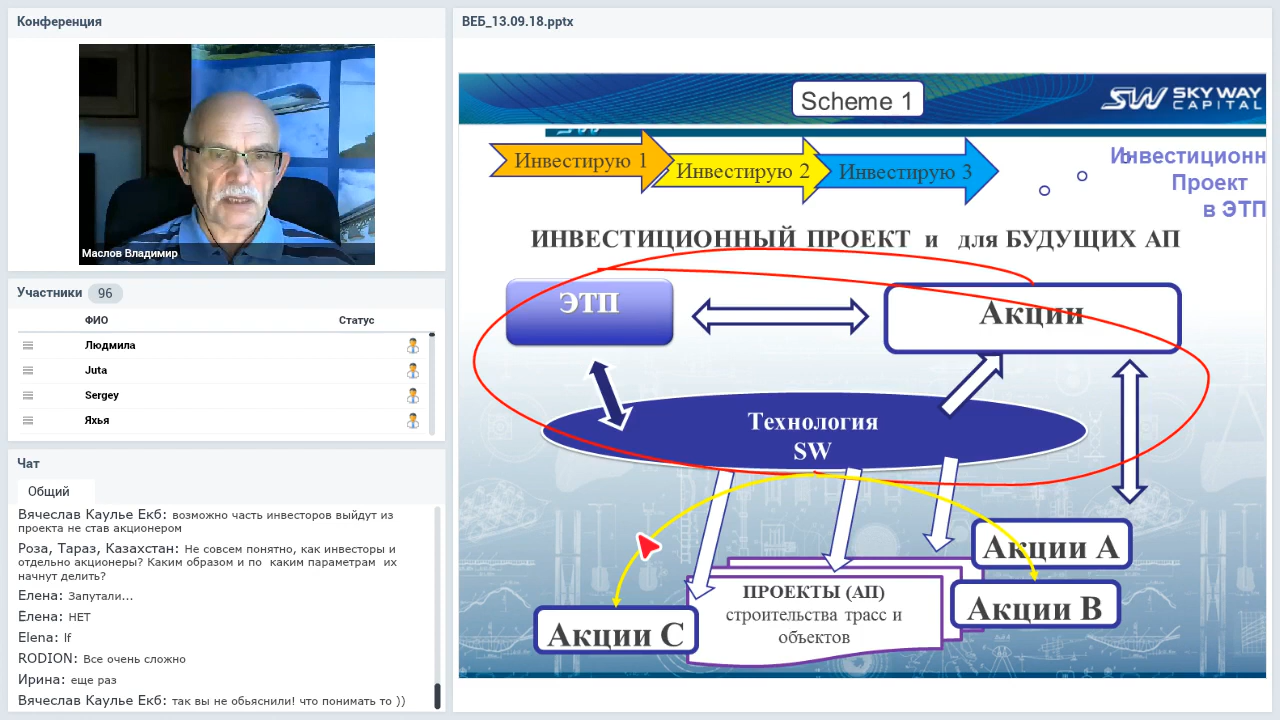 Конференция
Маслов Владимир
Участники 96
ФИО Статус
Людмила
Juta
Sergey
Яхья
Чат
Общий
Вячеслав Каулье Екб: возможно часть инвесторов выйдут из
проекта не став акционером
Роза, Тараз, Казахстан: Не совсем понятно, как инвесторы и
отдельно акционеры? Каким образом и по каким параметрам их
начнут делить?
Елена: Запутали...
Елена: НЕТ
Elena: lf
RODION: Все очень сложно
Ирина: еще раз
Вячеслав Каулье Екб: так вы не обьяснили! что понимать то ))
ВЕБ_13.09.18.pptx
Scheme 1
SW SKY WAY
CAPITAL
Инвестирую 1
Инвестирую 2
Инвестирую 3
Инвестиционн
Проект
в ЭТП
ИНВЕСТИЦИОННЫЙ ПРОЕКТ и для БУДУЩИХ АП
ЭТП
Акции
Технология
SW
Акции А
Акции В
Акции С
ПРОЕКТЫ (АП)
строительства трасс и
объектов